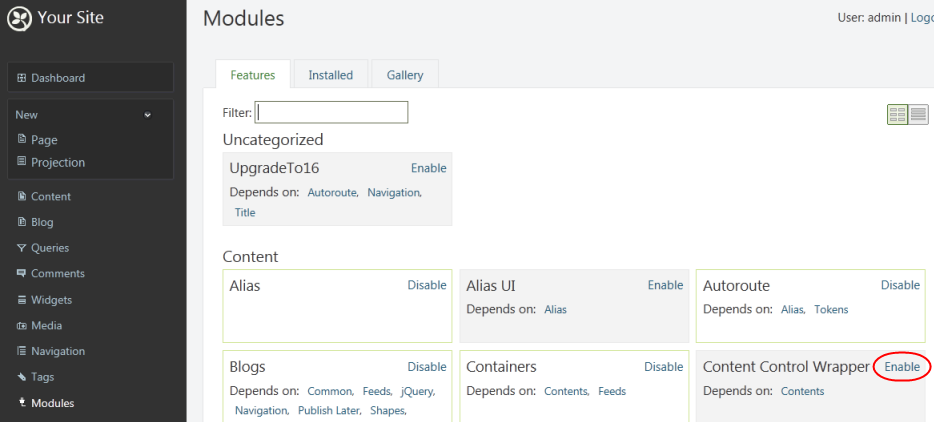 Your Site
Modules
User: admin | Logo
Dashboard
New
Page
Projection
Content
Blog
Queries
Comments
Widgets
Media
Navigation
Tags
Modules
Features Installed Gallery
Filter:
Uncategorized
UpgradeTo16 Enable
Depends on: Autoroute, Navigation,
Title
Content
Alias Disable
Alias UI Enable
Depends on: Alias
Autoroute Disable
Depends on: Alias, Tokens
Blogs Disable
Depends on: Common, Feeds, jQuery,
Navigation, Publish Later, Shapes,
Containers Disable
Depends on: Contents, Feeds
Content Control Wrapper Enable
Depends on: Contents